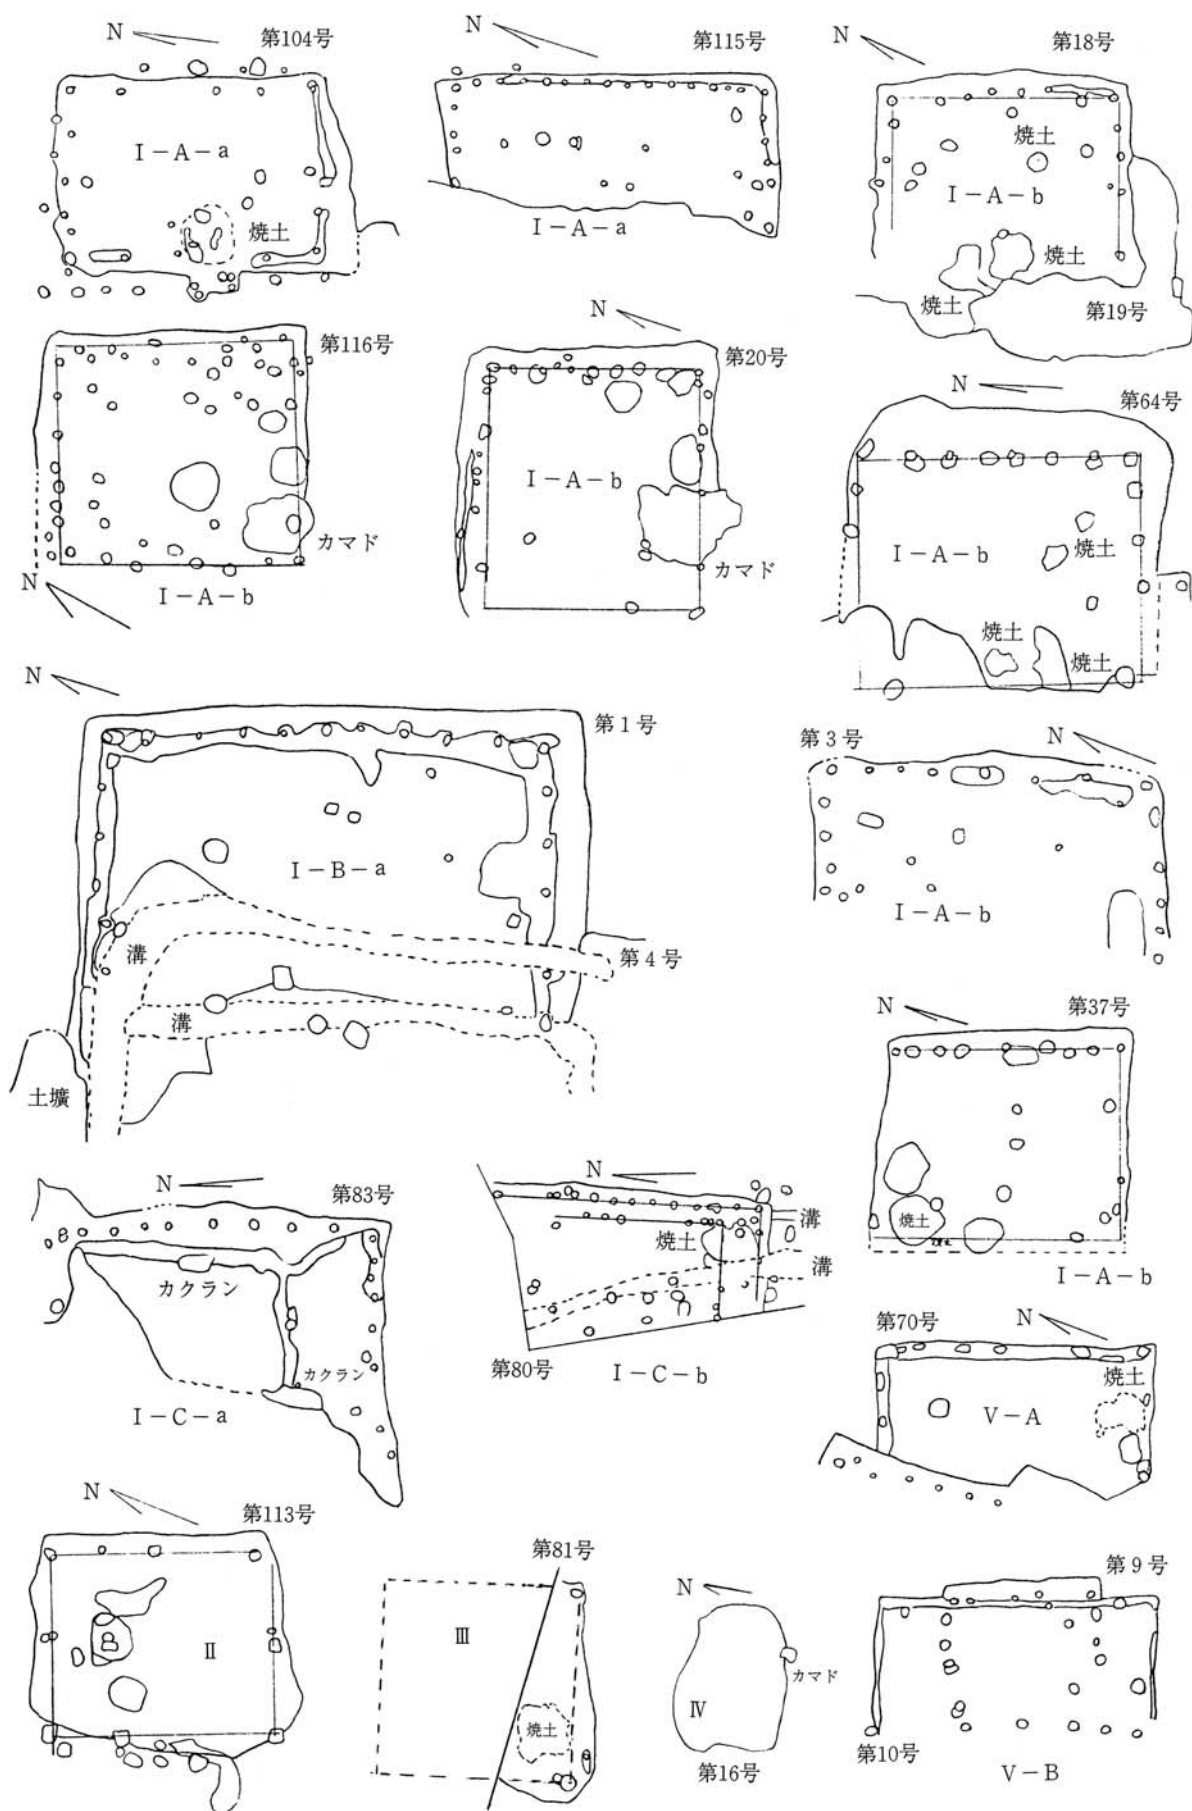 N
第104号
I-A-a
焼土
N
第115号
I-A-a
N
第18号
焼土
I-A-b
焼土
焼土
第19号
第116号
カマド
I-A-b
N
第20号
I-A-b
カマド
N
第64号
I-A-b
焼土
焼土
焼土
N
N
第1号
I-B-a
溝
第4号
溝
土壙
第3号
N
I-A-b
N
第37号
焼土
I-A-b
N
第83号
カクラン
カクラン
I-C-a
N
溝
焼土
溝
第80号
I-C-b
第70号
N
焼土
V-A
N
第113号
II
第81号
III
焼土
N
カマド
IV
第16号
第9号
第10号
V-B